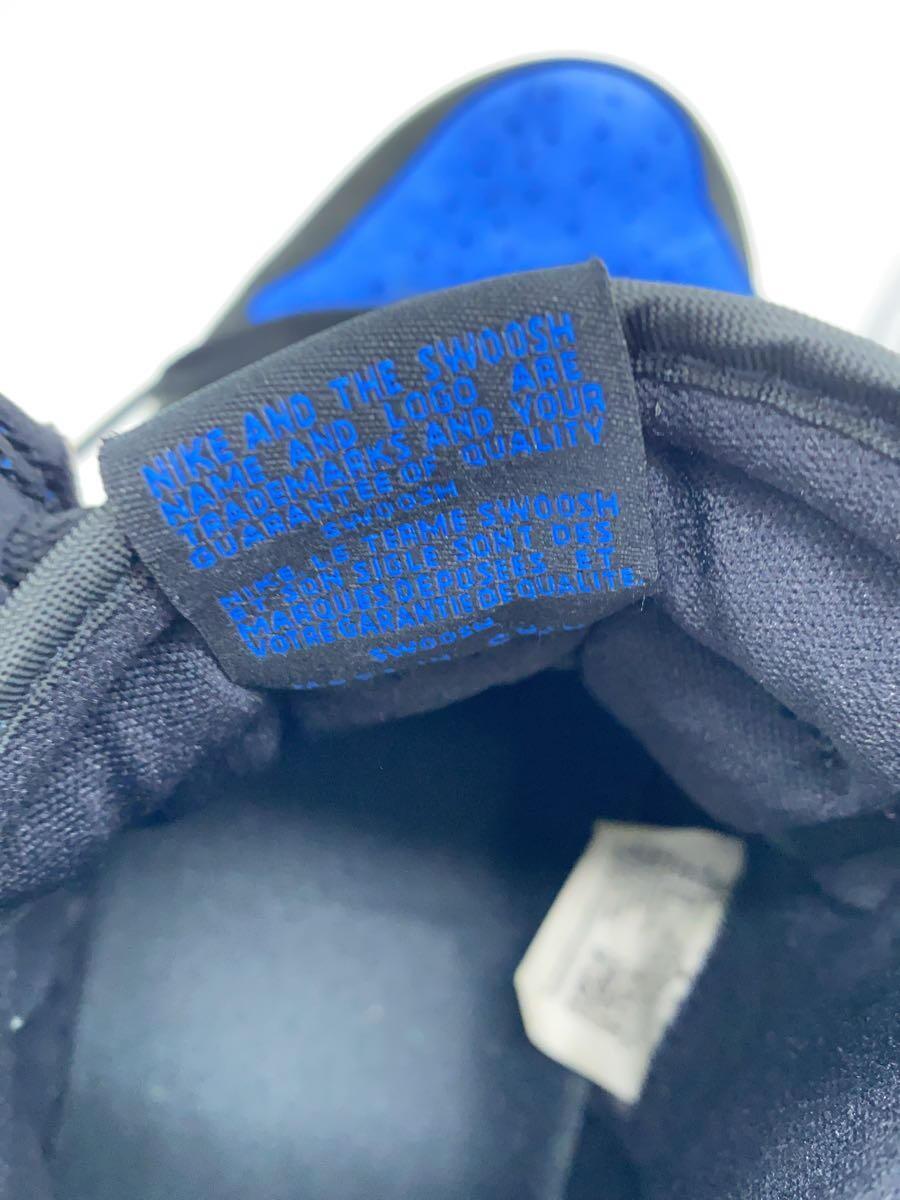 NIKE AND THE SWOOSH
NAME AND LOGO ARE
TRADEMARKS AND YOUR
GUARANTEE OF QUALITY
SWOOSH
NIKE, LE TERME SWOOSH
ET SON SIGLE SONT DES
MARQUES DEPOSEES ET
VOTRE GARANTIE DE QUALITE.
SWOOSH